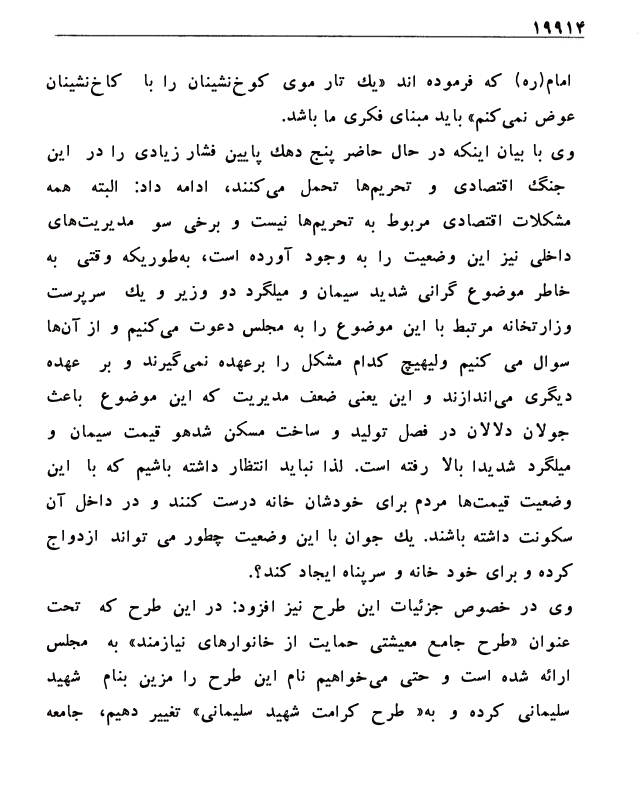 ۱۹۹۱۴
امام(ره) که فرموده اند «یك تار موی کوخ‌نشینان را با کاخ‌نشینان
عوض نمی‌کنم» باید مبنای فکری ما باشد.
وی با بیان اینکه در حال حاضر پنج دهك پایین فشار زیادی را در این
جنگ اقتصادی و تحریم‌ها تحمل می‌کنند، ادامه داد: البته همه
مشکلات اقتصادی مربوط به تحریم‌ها نیست و برخی سو مدیریت‌های
داخلی نیز این وضعیت را به وجود آورده است، به‌طوریکه وقتی به
خاطر موضوع گرانی شدید سیمان و میلگرد دو وزیر و یك سرپرست
وزارتخانه مرتبط با این موضوع را به مجلس دعوت می‌کنیم و از آن‌ها
سوال می کنیم ولیهیچ کدام مشکل را برعهده نمی‌گیرند و بر عهده
دیگری می‌اندازند و این یعنی ضعف مدیریت که این موضوع باعث
جولان دلالان در فصل تولید و ساخت مسکن شدهو قیمت سیمان و
میلگرد شدیدا بالا رفته است. لذا نباید انتظار داشته باشیم که با این
وضعیت قیمت‌ها مردم برای خودشان خانه درست کنند و در داخل آن
سکونت داشته باشند. یك جوان با این وضعیت چطور می تواند ازدواج
کرده و برای خود خانه و سرپناه ایجاد کند؟.
وی در خصوص جزئیات این طرح نیز افزود: در این طرح که تحت
عنوان «طرح جامع معیشتی حمایت از خانوارهای نیازمند» به مجلس
ارائه شده است و حتی می‌خواهیم نام این طرح را مزین بنام شهید
سلیمانی کرده و به« طرح کرامت شهید سلیمانی» تغییر دهیم، جامعه